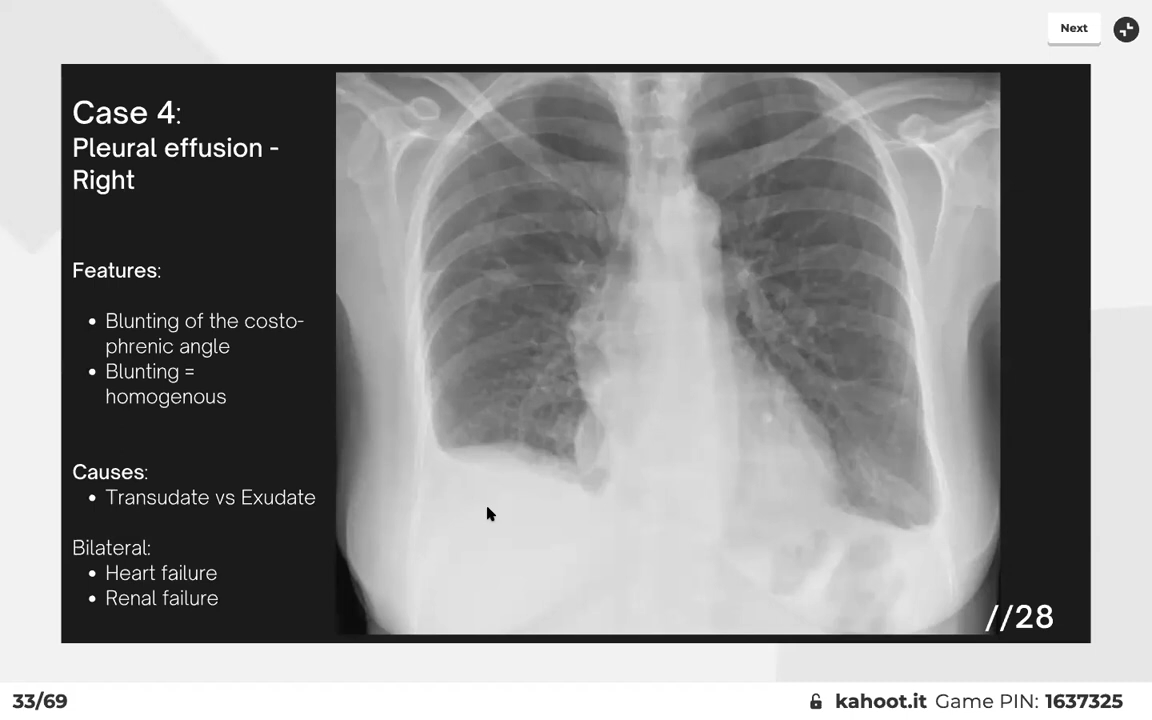 Next
Case 4:
Pleural effusion -
Right
Features:
• Blunting of the costo-
phrenic angle
• Blunting =
homogenous
Causes:
• Transudate vs Exudate
Bilateral:
• Heart failure
• Renal failure
//28
33/69
kahoot.it Game PIN: 1637325